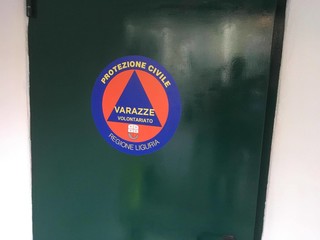 PROTEZIONE CIVILE
VARAZZE
VOLONTARIATO
REGIONE LIGURIA